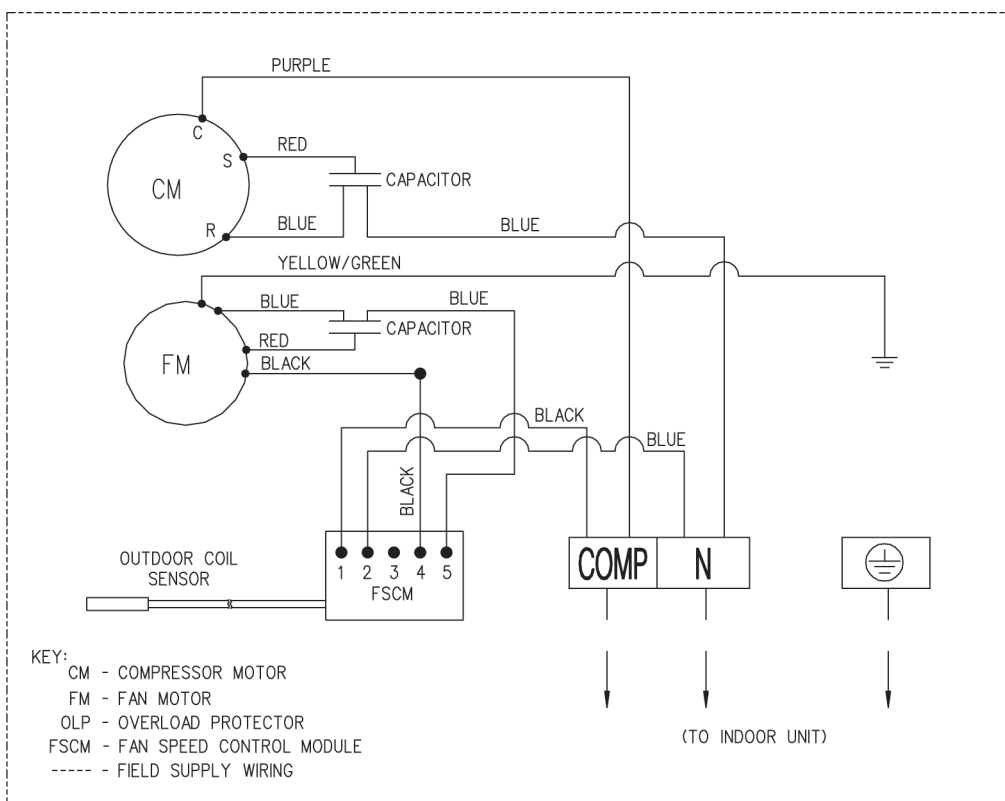 PURPLE
C
RED
S
CM
CAPACITOR
R
BLUE
BLUE
YELLOW/GREEN
BLUE
BLUE
CAPACITOR
RED
FM
BLACK
BLACK
BLUE
BLACK
OUTDOOR COIL
SENSOR
1 2 3 4 5
FSCM
COMP N
KEY:
CM - COMPRESSOR MOTOR
FM - FAN MOTOR
OLP - OVERLOAD PROTECTOR
FSCM - FAN SPEED CONTROL MODULE
----- - FIELD SUPPLY WIRING
(TO INDOOR UNIT)